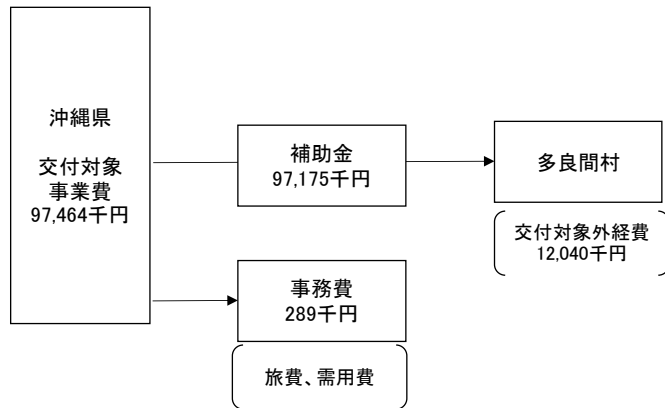 沖縄県
交付対象
事業費
97,464千円
補助金
97,175千円
多良間村
交付対象外経費
12,040千円
事務費
289千円
旅費、需用費